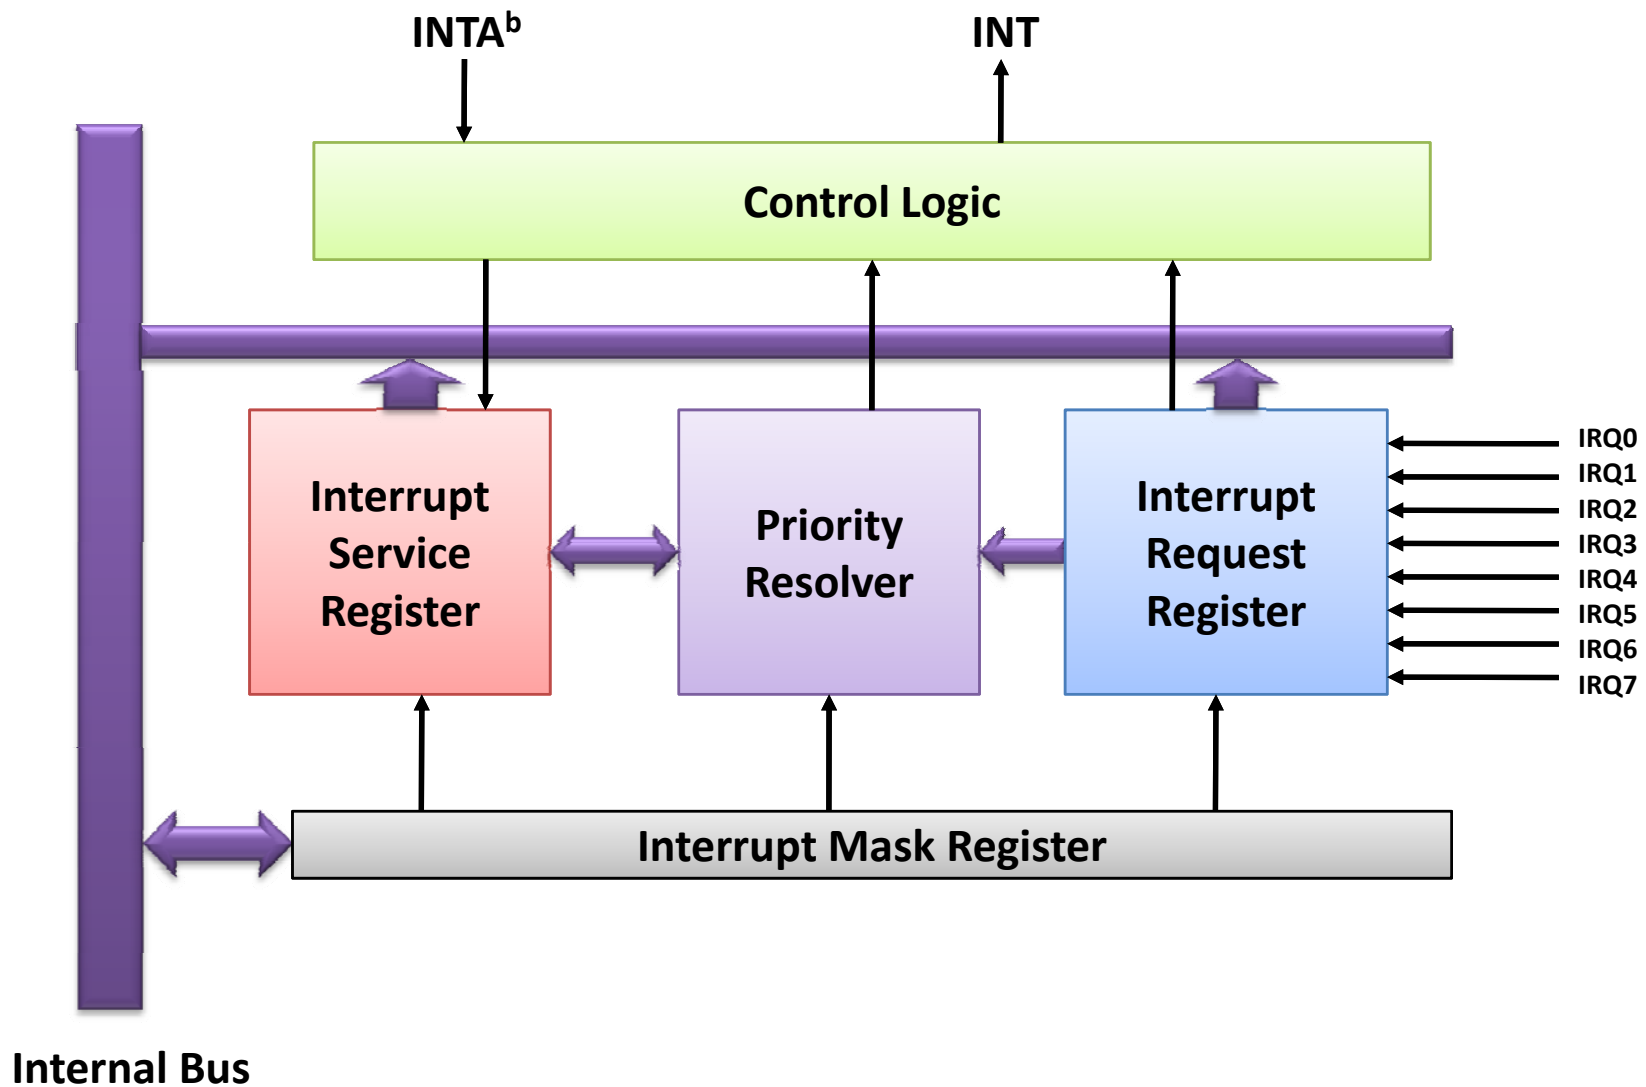 INTAᵇ
INT
Control Logic
Interrupt
Service
Register
Priority
Resolver
Interrupt
Request
Register
IRQ0
IRQ1
IRQ2
IRQ3
IRQ4
IRQ5
IRQ6
IRQ7
Interrupt Mask Register
Internal Bus